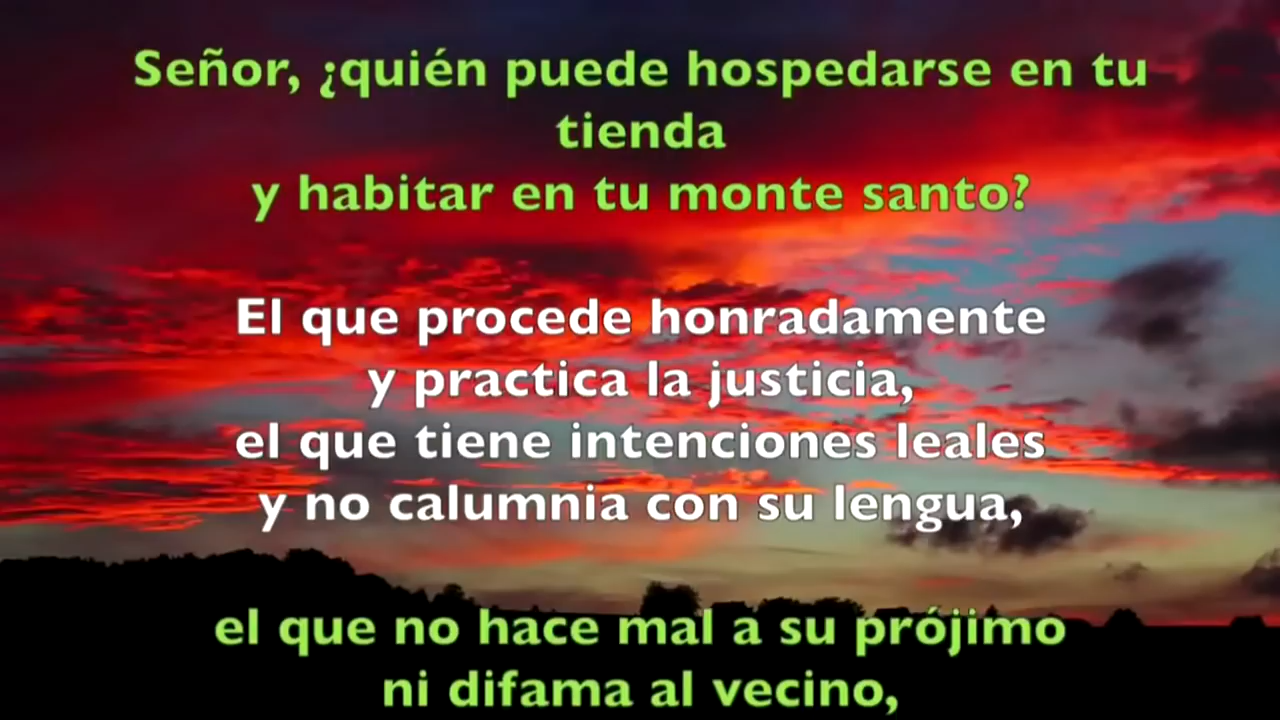 Señor, ¿quién puede hospedarse en tu
tienda
y habitar en tu monte santo?
El que procede honradamente
y practica la justicia,
el que tiene intenciones leales
y no calumnia con su lengua,
el que no hace mal a su prójimo
ni difama al vecino,